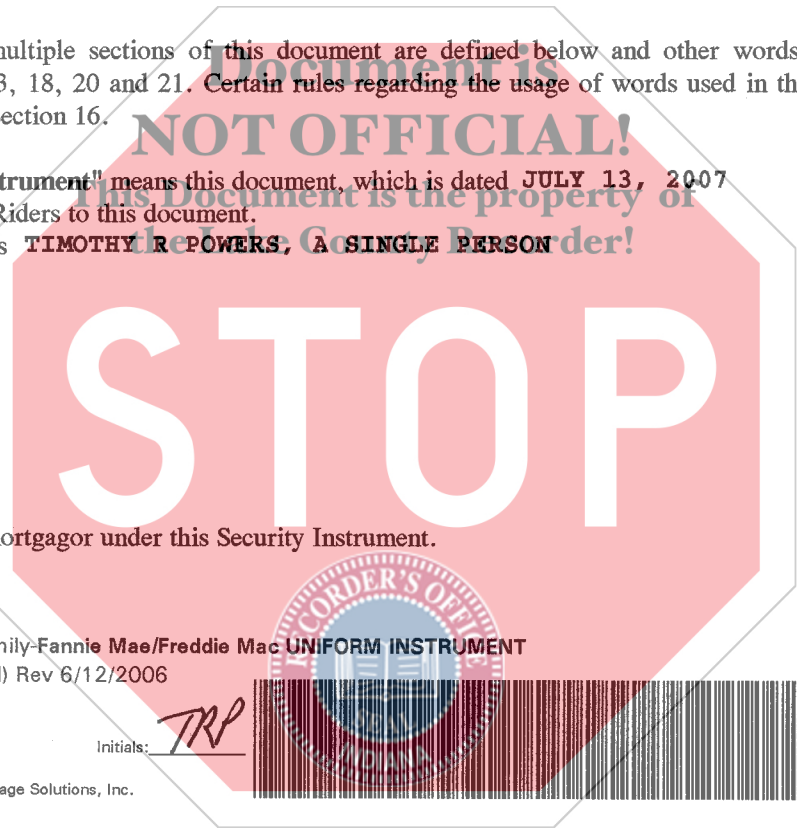 multiple sections of this document are defined below and other words
3, 18, 20 and 21. Certain rules regarding the usage of words used in th
ection 16.
Document is
NOT OFFICIAL!
This Document is the property of
the Lake County Recorder!
trument" means this document, which is dated JULY 13, 2007
Riders to this document.
s TIMOTHY R POWERS, A SINGLE PERSON
STOP
ortgagor under this Security Instrument.
RECORDER'S OFFICE
SEAL
INDIANA
nily-Fannie Mae/Freddie Mac UNIFORM INSTRUMENT
) Rev 6/12/2006
Initials: TRP
age Solutions, Inc.